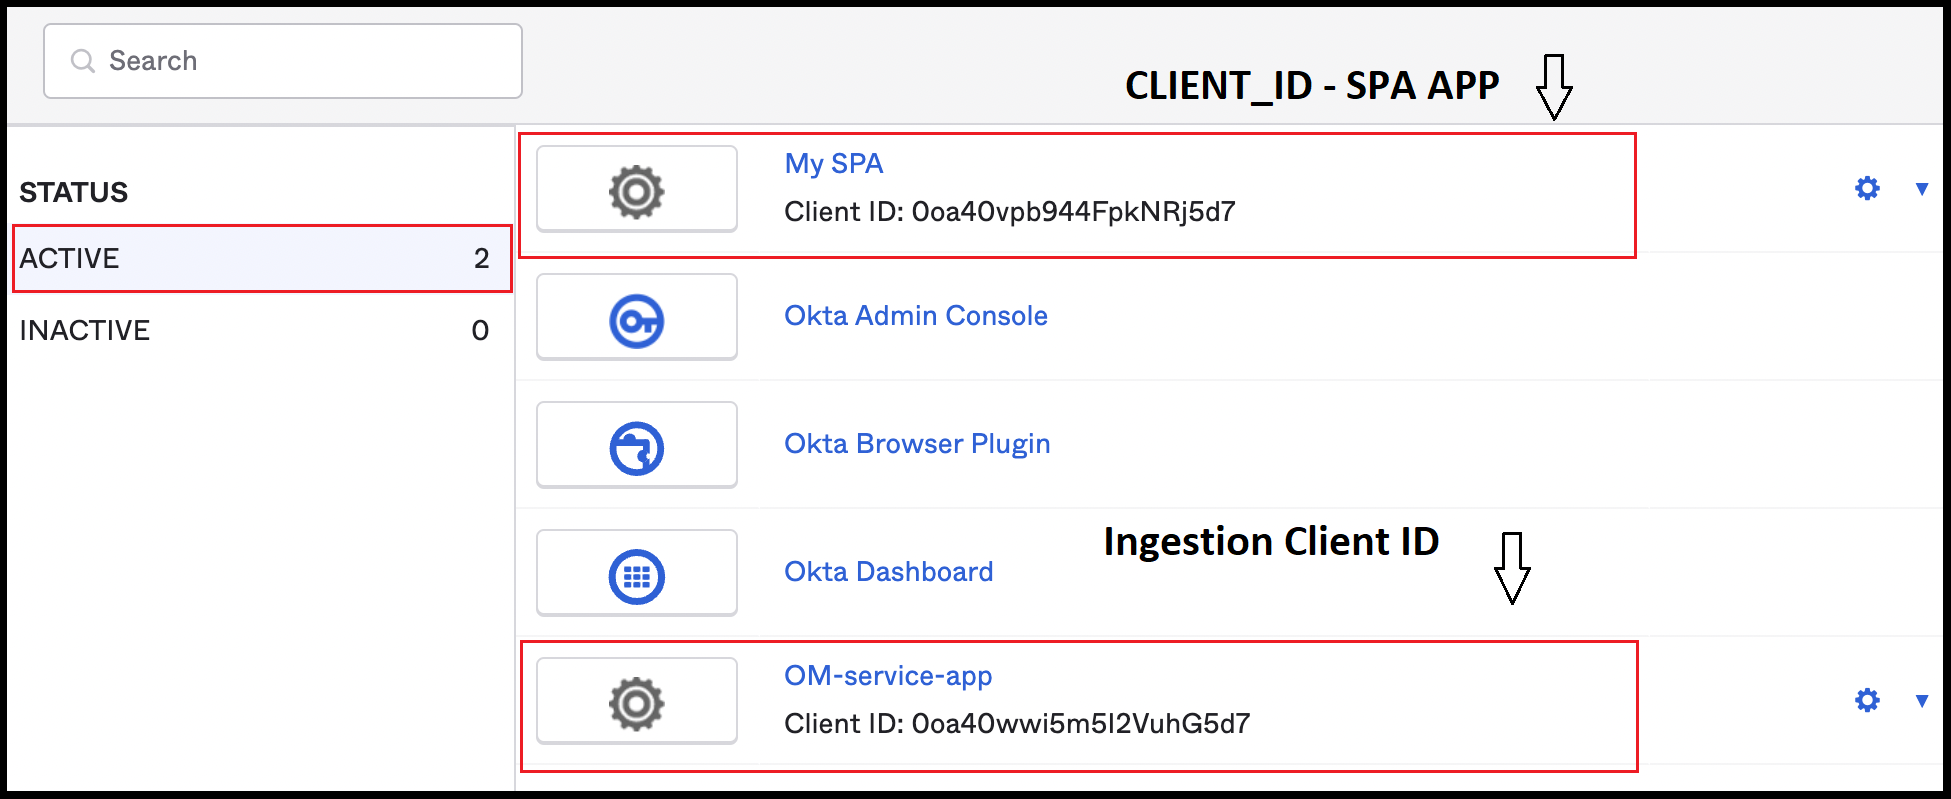 Search
CLIENT_ID - SPA APP
STATUS
ACTIVE 2
INACTIVE 0
My SPA
Client ID: 0oa40vpb944FpkNRj5d7
Okta Admin Console
Okta Browser Plugin
Ingestion Client ID
Okta Dashboard
OM-service-app
Client ID: 0oa40wwi5m5I2VuhG5d7